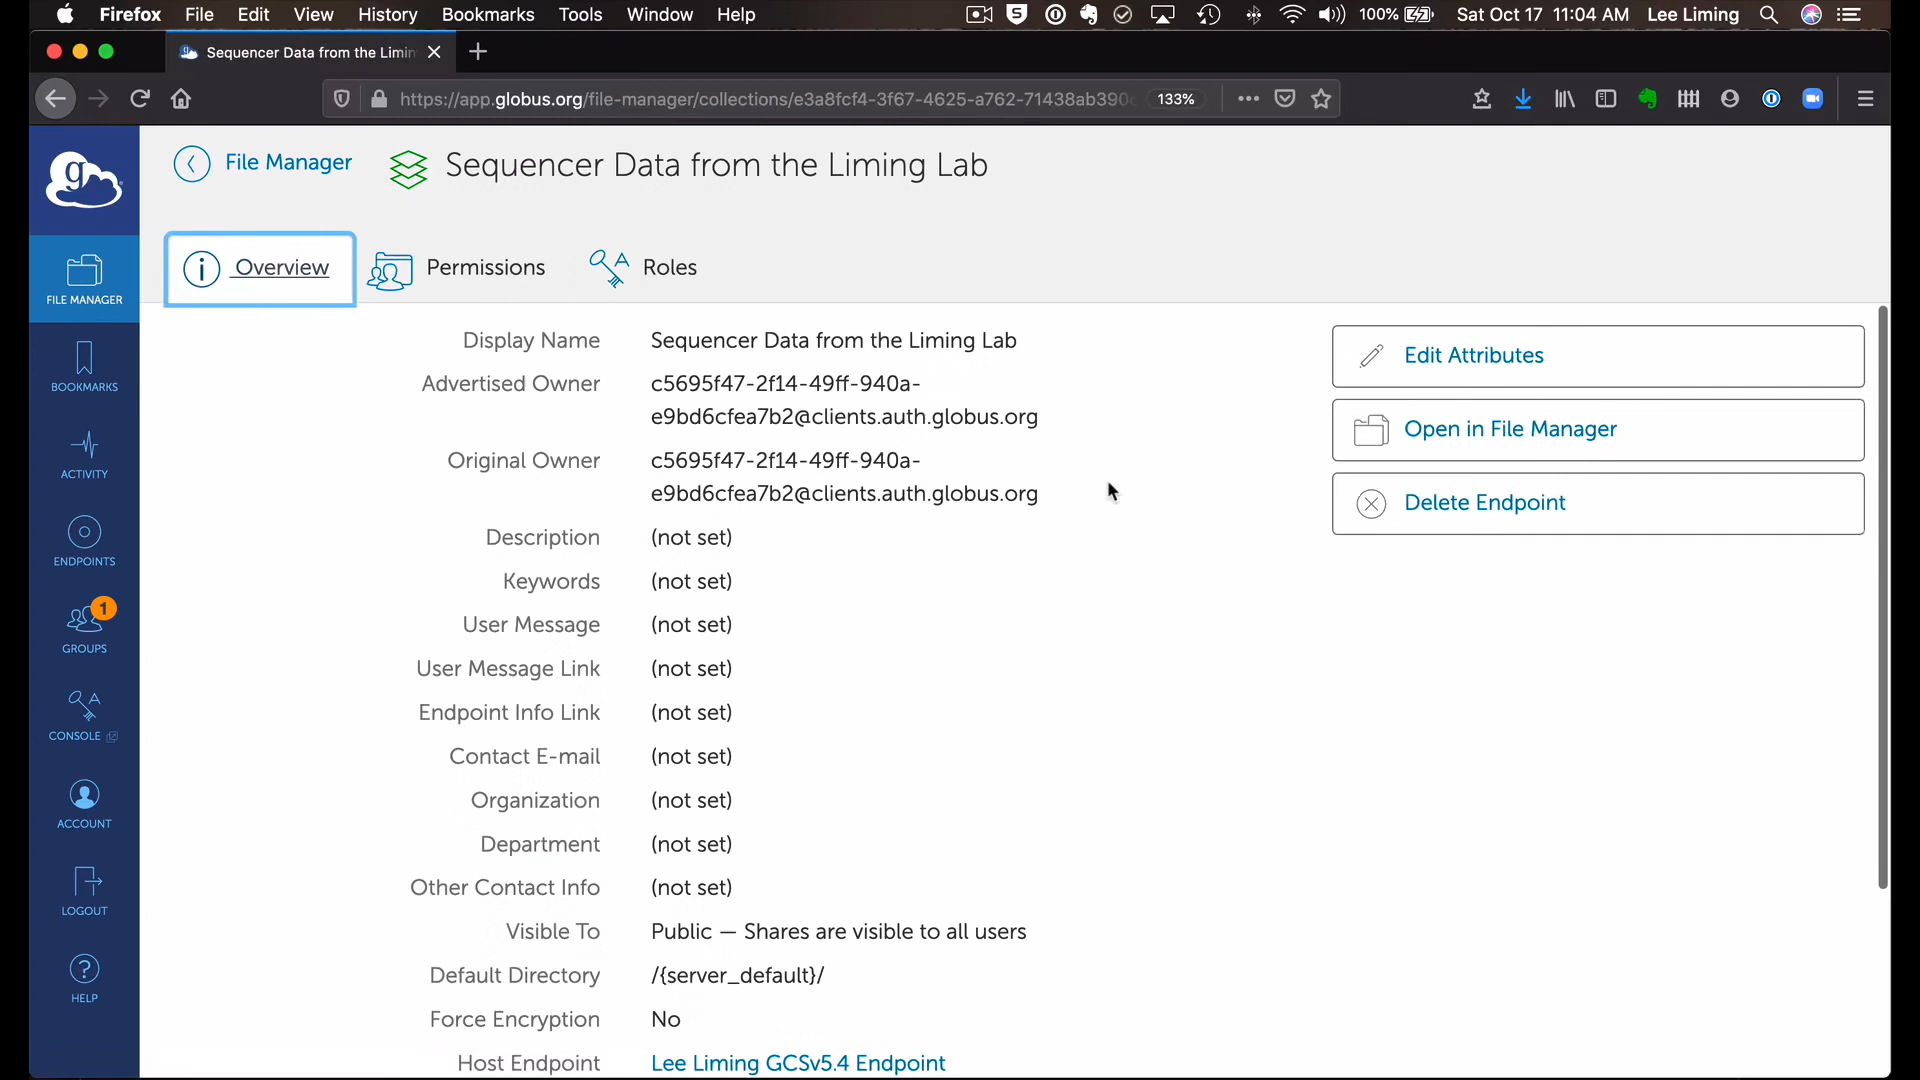 Firefox File Edit View History Bookmarks Tools Window Help 100% Sat Oct 17 11:04 AM Lee Liming
Sequencer Data from the Limin
https://app.globus.org/file-manager/collections/e3a8fcf4-3f67-4625-a762-71438ab390c 133%
File Manager
Sequencer Data from the Liming Lab
Overview
Permissions
Roles
FILE MANAGER
BOOKMARKS
ACTIVITY
ENDPOINTS
1
GROUPS
CONSOLE
ACCOUNT
LOGOUT
HELP
Display Name Sequencer Data from the Liming Lab
Advertised Owner c5695f47-2f14-49ff-940a-
e9bd6cfea7b2@clients.auth.globus.org
Original Owner c5695f47-2f14-49ff-940a-
e9bd6cfea7b2@clients.auth.globus.org
Description (not set)
Keywords (not set)
User Message (not set)
User Message Link (not set)
Endpoint Info Link (not set)
Contact E-mail (not set)
Organization (not set)
Department (not set)
Other Contact Info (not set)
Visible To Public — Shares are visible to all users
Default Directory /{server_default}/
Force Encryption No
Host Endpoint Lee Liming GCSv5.4 Endpoint
Edit Attributes
Open in File Manager
Delete Endpoint